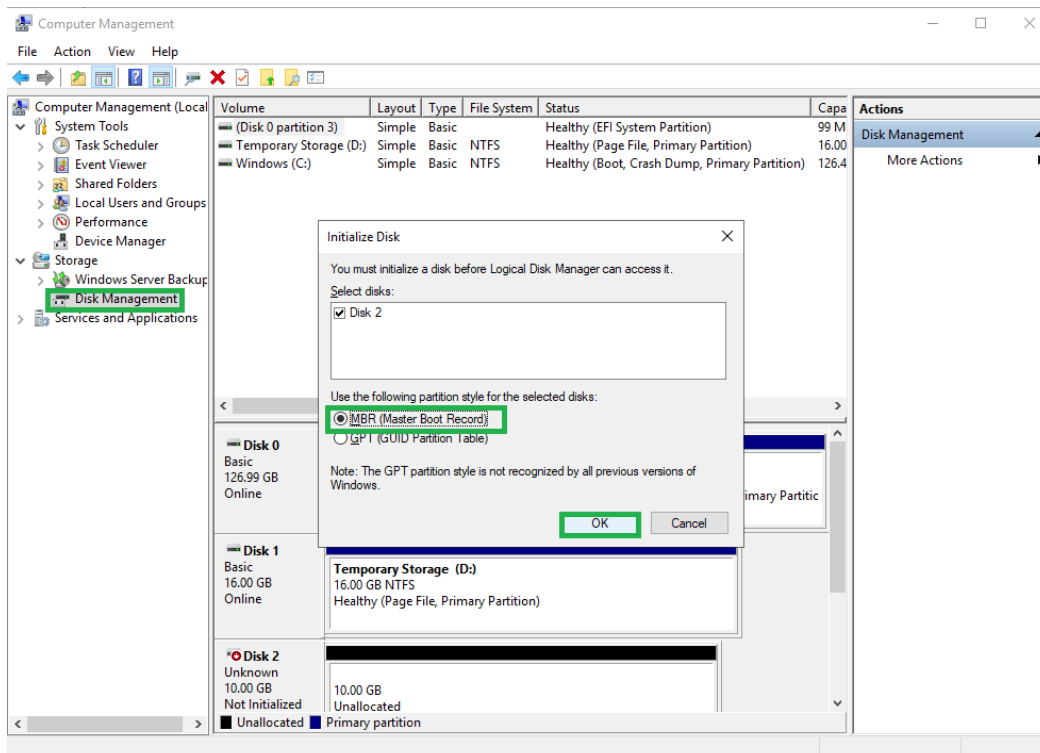 Computer Management
File Action View Help
Computer Management (Local
System Tools
Task Scheduler
Event Viewer
Shared Folders
Local Users and Groups
Performance
Device Manager
Storage
Windows Server Backup
Disk Management
Services and Applications
Volume Layout Type File System Status Capa
(Disk 0 partition 3) Simple Basic Healthy (EFI System Partition) 99 M
Temporary Storage (D:) Simple Basic NTFS Healthy (Page File, Primary Partition) 16.00
Windows (C:) Simple Basic NTFS Healthy (Boot, Crash Dump, Primary Partition) 126.4
Actions
Disk Management
More Actions
Initialize Disk
You must initialize a disk before Logical Disk Manager can access it.
Select disks:
Disk 2
Use the following partition style for the selected disks:
MBR (Master Boot Record)
GPT (GUID Partition Table)
Note: The GPT partition style is not recognized by all previous versions of
Windows.
OK Cancel
Disk 0
Basic
126.99 GB
Online
imary Partitic
Disk 1
Basic
16.00 GB
Online
Temporary Storage (D:)
16.00 GB NTFS
Healthy (Page File, Primary Partition)
Disk 2
Unknown
10.00 GB
Not Initialized
10.00 GB
Unallocated
Unallocated Primary partition